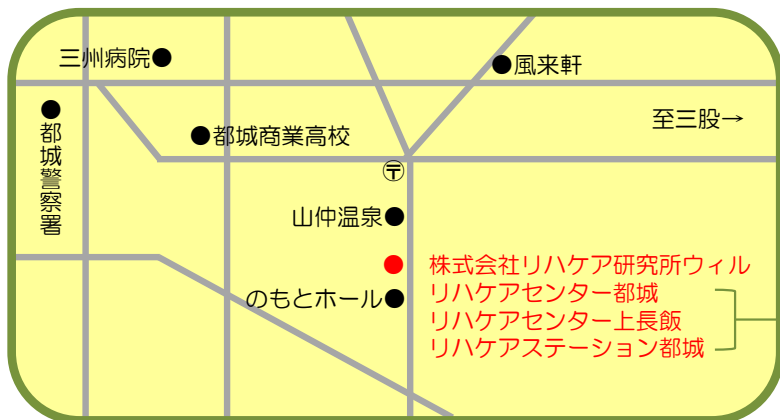 三州病院●
●風来軒
●
都城警察署
●都城商業高校
至三股→
〶
山仲温泉●
● 株式会社リハケア研究所ウィル
のもとホール● リハケアセンター都城
リハケアセンター上長飯
リハケアステーション都城